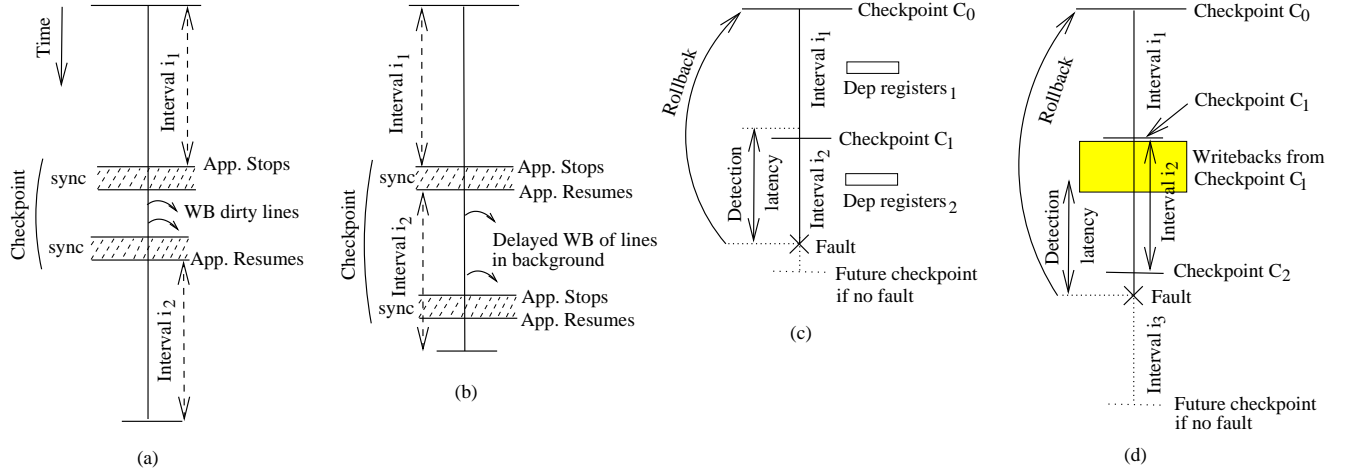 Time
Interval i1
Checkpoint
sync
App. Stops
WB dirty lines
sync
App. Resumes
Interval i2
(a)
Interval i1
Checkpoint
sync
App. Stops
App. Resumes
Interval i2
Delayed WB of lines
in background
sync
App. Stops
App. Resumes
(b)
Checkpoint C0
Rollback
Interval i1
Dep registers1
Checkpoint C1
Detection
latency
Interval i2
Dep registers2
Fault
Future checkpoint
if no fault
(c)
Checkpoint C0
Rollback
Interval i1
Checkpoint C1
Writebacks from
Checkpoint C1
Interval i2
Detection
latency
Checkpoint C2
Fault
Interval i3
Future checkpoint
if no fault
(d)